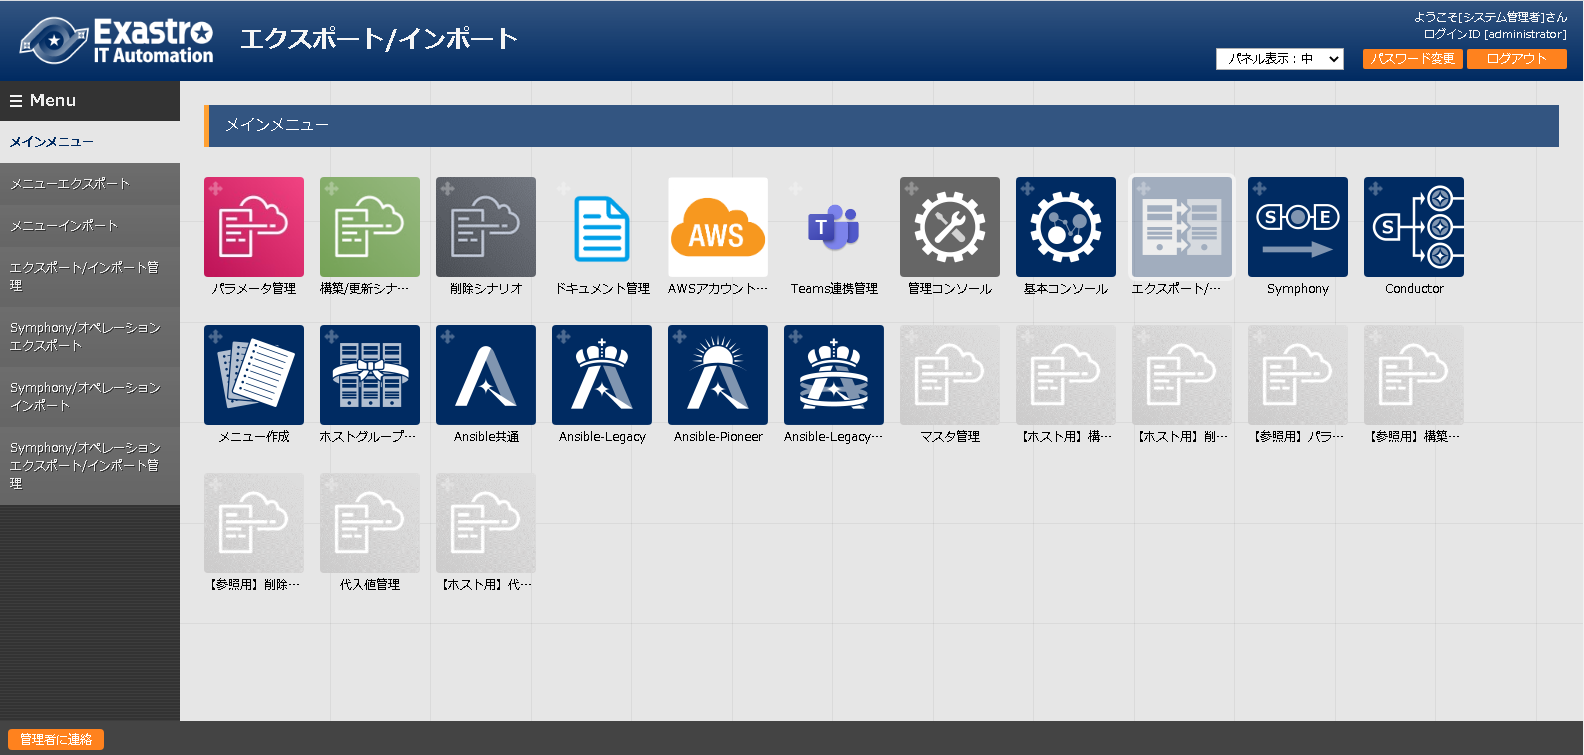 Exastro
IT Automation
エクスポート/インポート
ようこそ[システム管理者]さん
ログインID [administrator]
パネル表示：中
パスワード変更
ログアウト
Menu
メインメニュー
メニューエクスポート
メニューインポート
エクスポート/インポート管
理
Symphony/オペレーション
エクスポート
Symphony/オペレーション
インポート
Symphony/オペレーション
エクスポート/インポート管
理
メインメニュー
AWS
T
S
E
S
パラメータ管理
構築/更新シナ…
削除シナリオ
ドキュメント管理
AWSアカウント…
Teams連携管理
管理コンソール
基本コンソール
エクスポート/…
Symphony
Conductor
メニュー作成
ホストグループ…
Ansible共通
Ansible-Legacy
Ansible-Pioneer
Ansible-Legacy…
マスタ管理
【ホスト用】構…
【ホスト用】削…
【参照用】パラ…
【参照用】構築…
【参照用】削除…
代入値管理
【ホスト用】代…
管理者に連絡